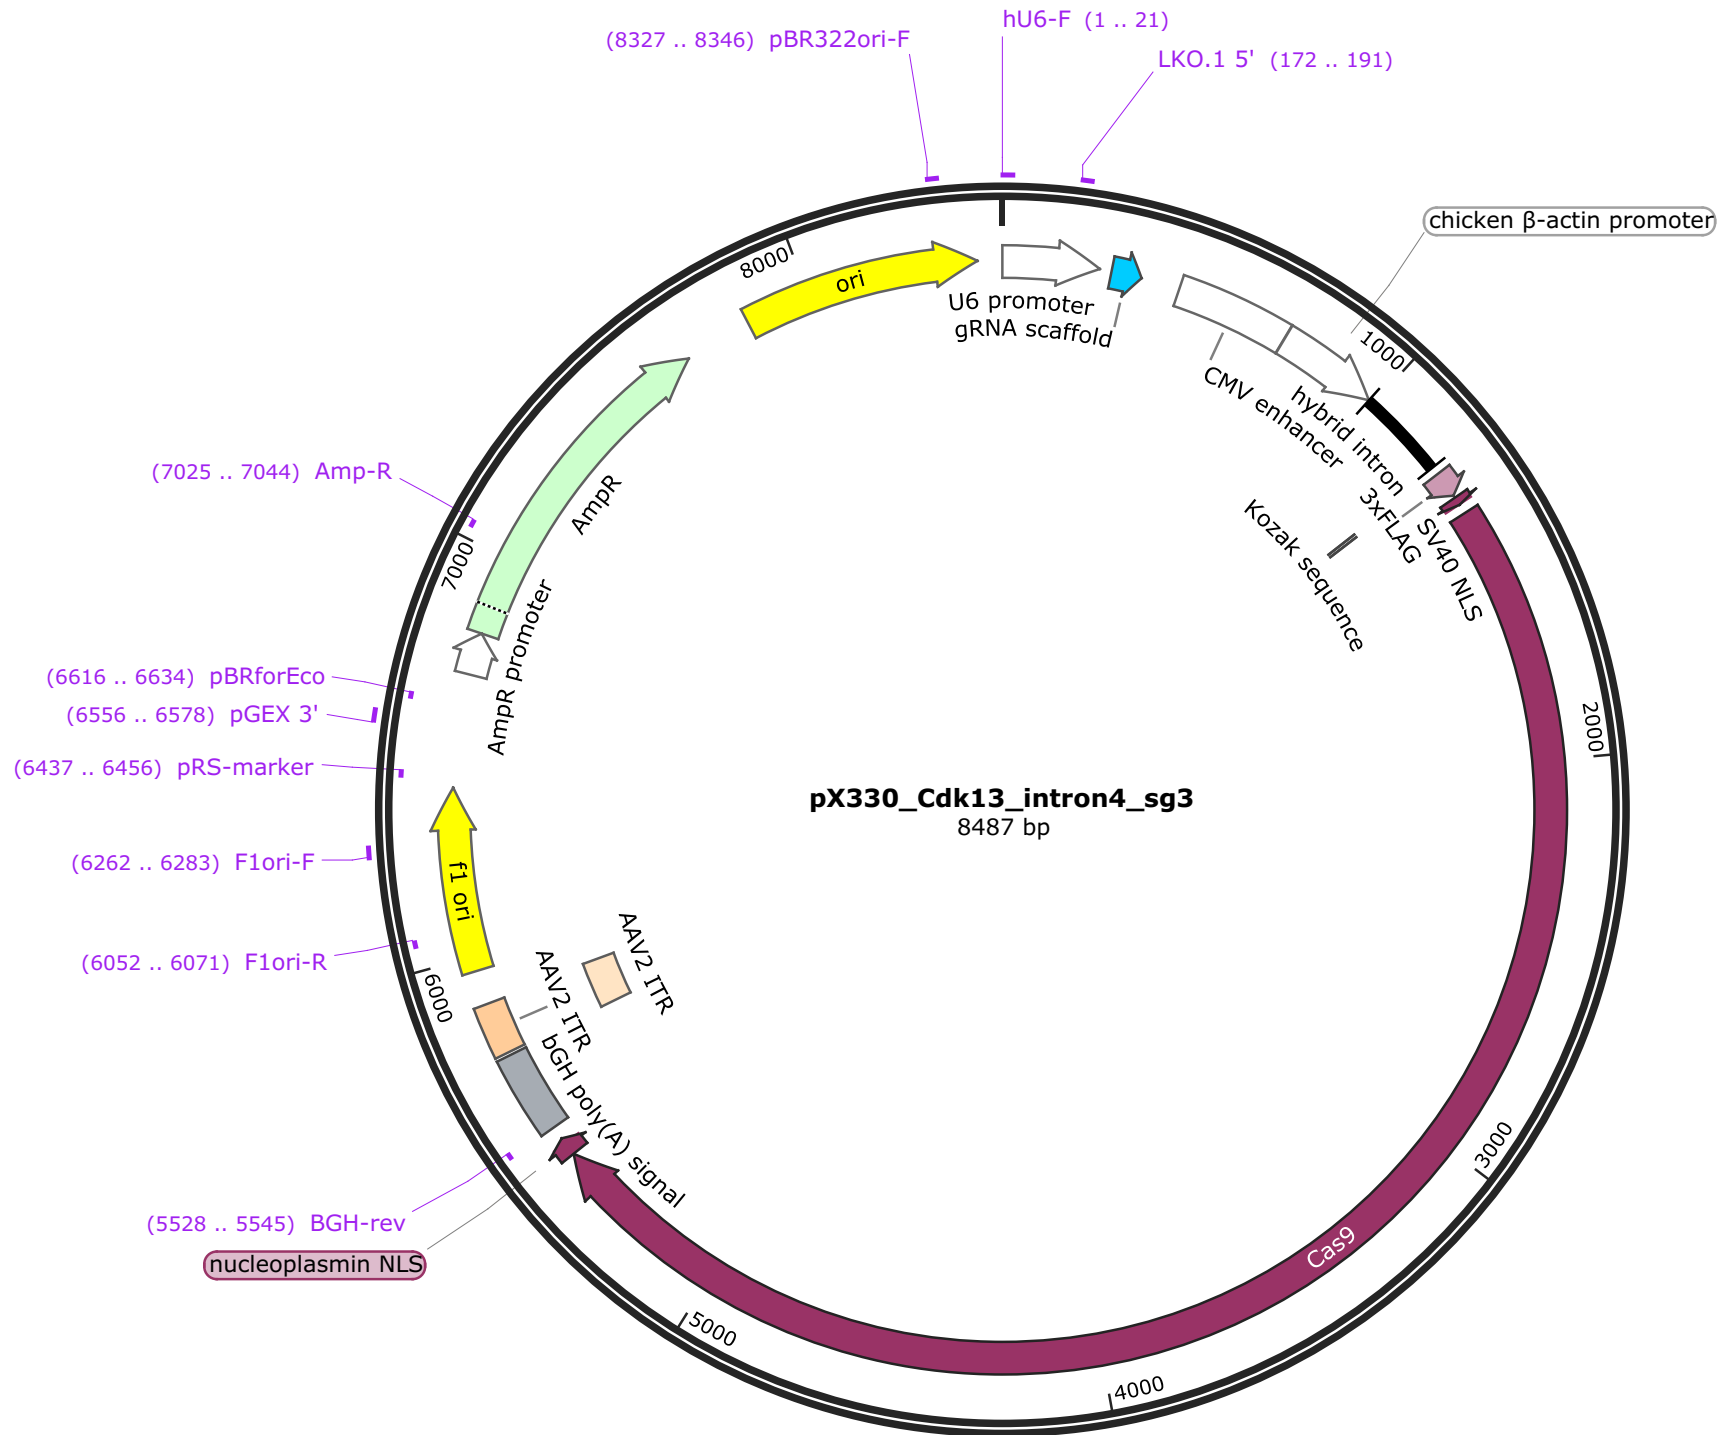 hU6-F (1 .. 21)
(8327 .. 8346) pBR322ori-F
LKO.1 5' (172 .. 191)
chicken β-actin promoter
8000
ori
U6 promoter
gRNA scaffold
1000
CMV enhancer
hybrid intron
3xFLAG
SV40 NLS
Kozak sequence
(7025 .. 7044) Amp-R
AmpR
7000
AmpR promoter
(6616 .. 6634) pBRforEco
(6556 .. 6578) pGEX 3'
(6437 .. 6456) pRS-marker
2000
pX330_Cdk13_intron4_sg3
8487 bp
(6262 .. 6283) F1ori-F
f1 ori
(6052 .. 6071) F1ori-R
6000
AAV2 ITR
AAV2 ITR
bGH poly(A) signal
3000
(5528 .. 5545) BGH-rev
nucleoplasmin NLS
Cas9
5000
4000